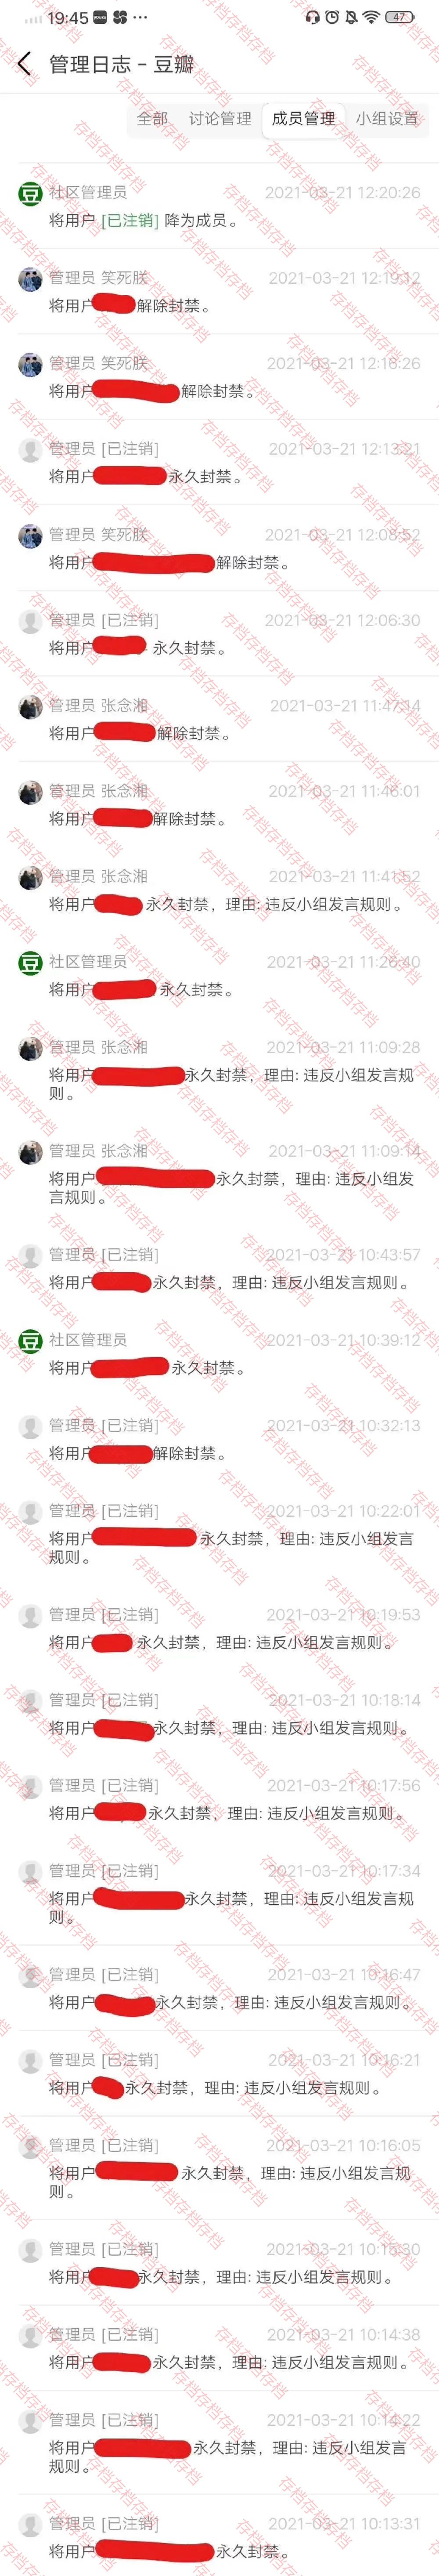 19:45
47
管理日志 - 豆瓣
全部 讨论管理 成员管理 小组设置
社区管理员 2021-03-21 12:20:26
将用户 [已注销] 降为成员。
管理员 笑死朕 2021-03-21 12:19:12
将用户 解除封禁。
管理员 笑死朕 2021-03-21 12:16:26
将用户 解除封禁。
管理员 [已注销] 2021-03-21 12:13:21
将用户 永久封禁。
管理员 笑死朕 2021-03-21 12:08:52
将用户 解除封禁。
管理员 [已注销] 2021-03-21 12:06:30
将用户 永久封禁。
管理员 张念湘 2021-03-21 11:47:14
将用户 解除封禁。
管理员 张念湘 2021-03-21 11:46:01
将用户 解除封禁。
管理员 张念湘 2021-03-21 11:41:52
将用户 永久封禁，理由: 违反小组发言规则。
社区管理员 2021-03-21 11:26:40
将用户 永久封禁。
管理员 张念湘 2021-03-21 11:09:28
将用户 永久封禁，理由: 违反小组发言规
则。
管理员 张念湘 2021-03-21 11:09:14
将用户 永久封禁，理由: 违反小组发
言规则。
管理员 [已注销] 2021-03-21 10:43:57
将用户 永久封禁，理由: 违反小组发言规则。
社区管理员 2021-03-21 10:39:12
将用户 永久封禁。
管理员 [已注销] 2021-03-21 10:32:13
将用户 解除封禁。
管理员 [已注销] 2021-03-21 10:22:01
将用户 永久封禁，理由: 违反小组发言
规则。
管理员 [已注销] 2021-03-21 10:19:53
将用户 永久封禁，理由: 违反小组发言规则。
管理员 [已注销] 2021-03-21 10:18:14
将用户 永久封禁，理由: 违反小组发言规则。
管理员 [已注销] 2021-03-21 10:17:56
将用户 永久封禁，理由: 违反小组发言规则。
管理员 [已注销] 2021-03-21 10:17:34
将用户 永久封禁，理由: 违反小组发言规
则。
管理员 [已注销] 2021-03-21 10:16:47
将用户 永久封禁，理由: 违反小组发言规则。
管理员 [已注销] 2021-03-21 10:16:21
将用户 永久封禁，理由: 违反小组发言规则。
管理员 [已注销] 2021-03-21 10:16:05
将用户 永久封禁，理由: 违反小组发言规
则。
管理员 [已注销] 2021-03-21
将用户 永久封禁，理由: 违反小组发言规则。
管理员 [已注销] 2021-03-21 10:14:38
将用户 永久封禁，理由: 违反小组发言规则。
管理员 [已注销] 2021-03-21 10:14:22
将用户 永久封禁，理由: 违反小组发言
规则。
管理员 [已注销] 2021-03-21 10:13:31
将用户 永久封禁。
存档存档存档存档